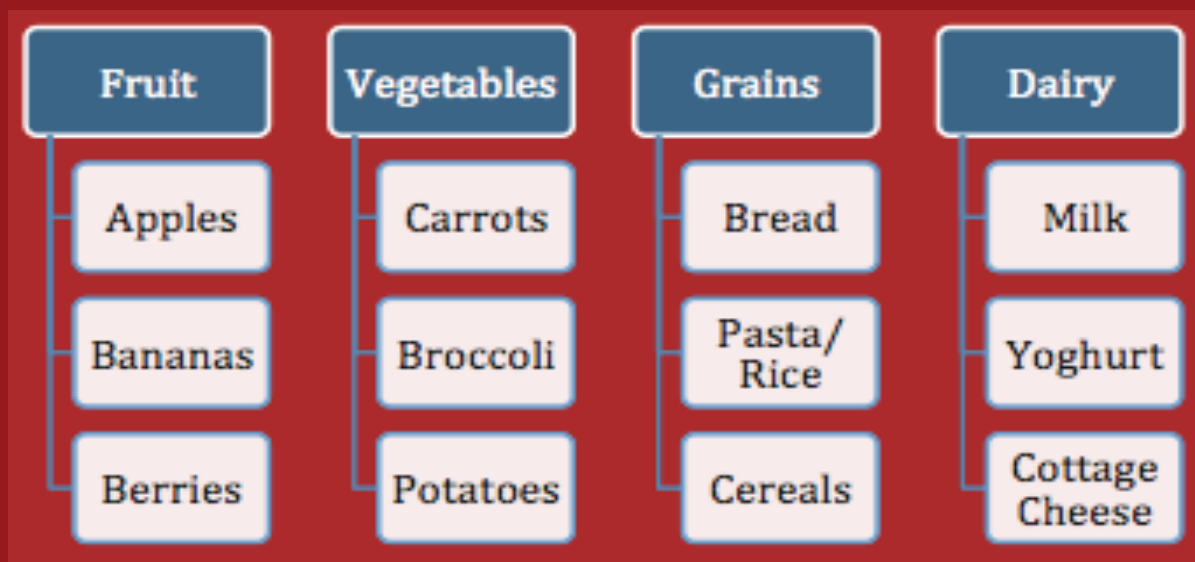 Fruit
Apples
Bananas
Berries
Vegetables
Carrots
Broccoli
Potatoes
Grains
Bread
Pasta/
Rice
Cereals
Dairy
Milk
Yoghurt
Cottage
Cheese